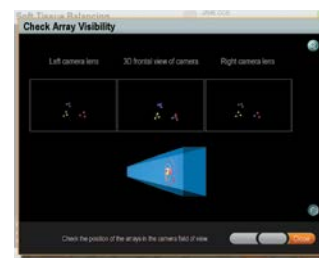 Soft Tissue Balancing
Check Array Visibility
Left camera lens
3D frontal view of camera
Right camera lens
Check the position of the arrays in the camera field of view
Close